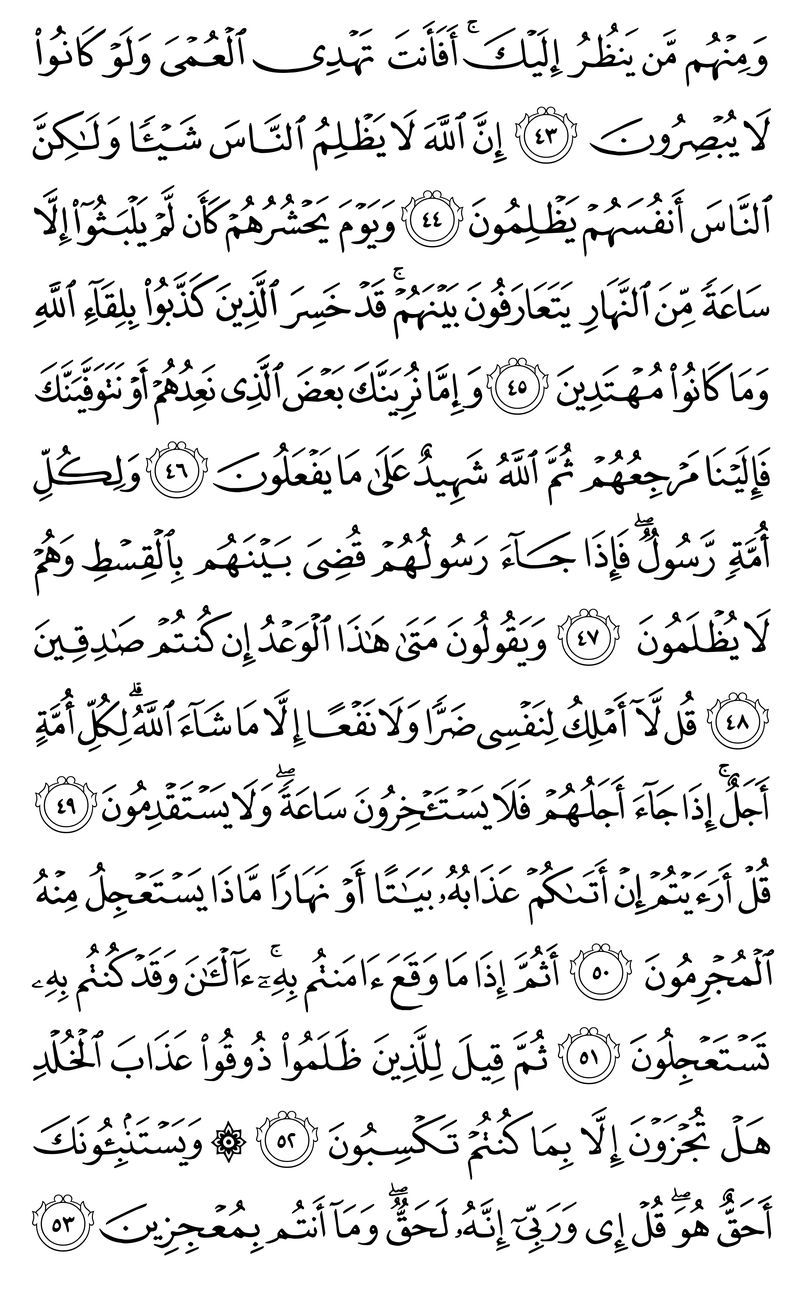 وَمِنْهُم مَّن يَنظُرُ إِلَيْكَ ۚ أَفَأَنتَ تَهْدِى ٱلْعُمْىَ وَلَوْ كَانُوا۟
لَا يُبْصِرُونَ ٤٣ إِنَّ ٱللَّهَ لَا يَظْلِمُ ٱلنَّاسَ شَيْـًٔا وَلَـٰكِنَّ
ٱلنَّاسَ أَنفُسَهُمْ يَظْلِمُونَ ٤٤ وَيَوْمَ يَحْشُرُهُمْ كَأَن لَّمْ يَلْبَثُوٓا۟ إِلَّا
سَاعَةً مِّنَ ٱلنَّهَارِ يَتَعَارَفُونَ بَيْنَهُمْ ۚ قَدْ خَسِرَ ٱلَّذِينَ كَذَّبُوا۟ بِلِقَآءِ ٱللَّهِ
وَمَا كَانُوا۟ مُهْتَدِينَ ٤٥ وَإِمَّا نُرِيَنَّكَ بَعْضَ ٱلَّذِى نَعِدُهُمْ أَوْ نَتَوَفَّيَنَّكَ
فَإِلَيْنَا مَرْجِعُهُمْ ثُمَّ ٱللَّهُ شَهِيدٌ عَلَىٰ مَا يَفْعَلُونَ ٤٦ وَلِكُلِّ
أُمَّةٍ رَّسُولٌ ۖ فَإِذَا جَآءَ رَسُولُهُمْ قُضِىَ بَيْنَهُم بِٱلْقِسْطِ وَهُمْ
لَا يُظْلَمُونَ ٤٧ وَيَقُولُونَ مَتَىٰ هَـٰذَا ٱلْوَعْدُ إِن كُنتُمْ صَـٰدِقِينَ
٤٨ قُل لَّآ أَمْلِكُ لِنَفْسِى ضَرًّا وَلَا نَفْعًا إِلَّا مَا شَآءَ ٱللَّهُ ۗ لِكُلِّ أُمَّةٍ
أَجَلٌ ۚ إِذَا جَآءَ أَجَلُهُمْ فَلَا يَسْتَـْٔخِرُونَ سَاعَةً ۖ وَلَا يَسْتَقْدِمُونَ ٤٩
قُلْ أَرَءَيْتُمْ إِنْ أَتَىٰكُمْ عَذَابُهُۥ بَيَـٰتًا أَوْ نَهَارًا مَّاذَا يَسْتَعْجِلُ مِنْهُ
ٱلْمُجْرِمُونَ ٥٠ أَثُمَّ إِذَا مَا وَقَعَ ءَامَنتُم بِهِۦٓ ۚ ءَآلْـَٔـٰنَ وَقَدْ كُنتُم بِهِۦ
تَسْتَعْجِلُونَ ٥١ ثُمَّ قِيلَ لِلَّذِينَ ظَلَمُوا۟ ذُوقُوا۟ عَذَابَ ٱلْخُلْدِ
هَلْ تُجْزَوْنَ إِلَّا بِمَا كُنتُمْ تَكْسِبُونَ ٥٢ ۞ وَيَسْتَنۢبِـُٔونَكَ
أَحَقٌّ هُوَ ۖ قُلْ إِى وَرَبِّىٓ إِنَّهُۥ لَحَقٌّ ۖ وَمَآ أَنتُم بِمُعْجِزِينَ ٥٣